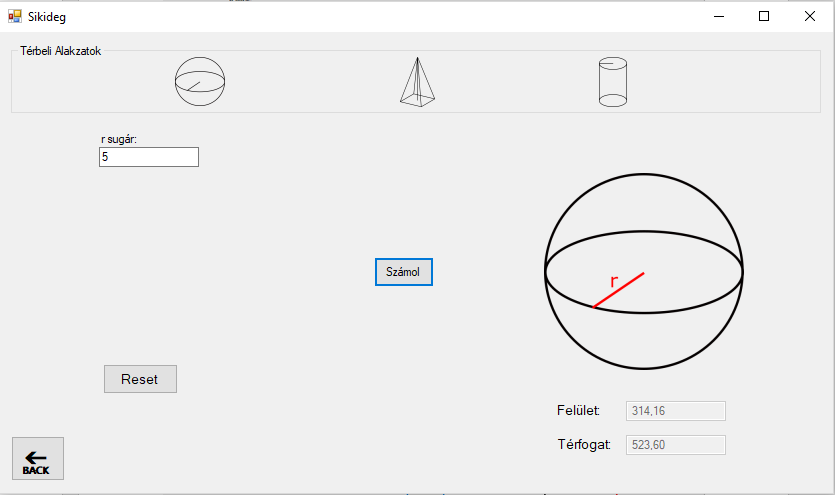 Sikideg
Térbeli Alakzatok
r sugár:
5
Számol
r
Reset
Felület: 314,16
Térfogat: 523,60
BACK